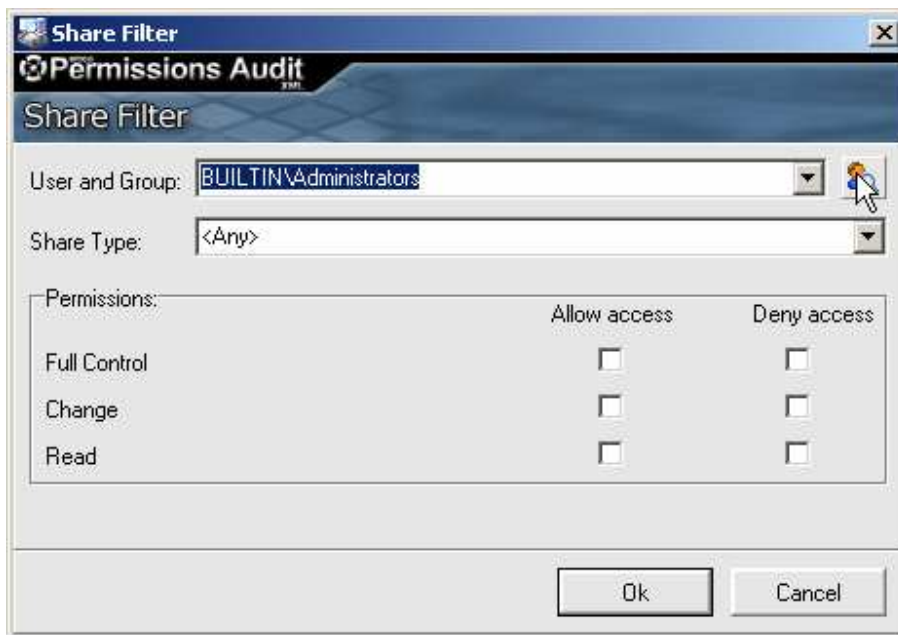 Share Filter
Permissions Audit
XML
Share Filter
User and Group: BUILTIN\Administrators
Share Type: <Any>
Permissions:
Allow access Deny access
Full Control
Change
Read
Ok Cancel